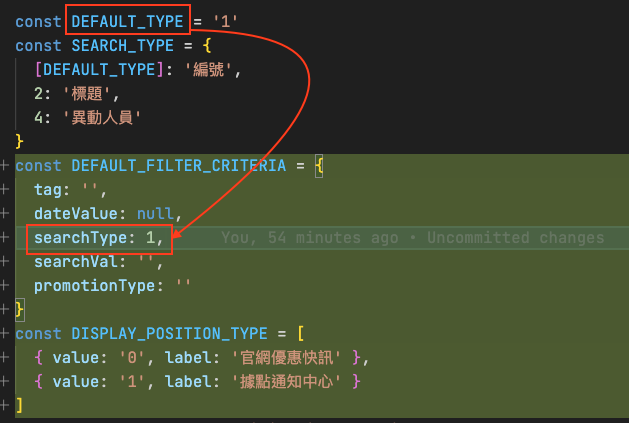 const DEFAULT_TYPE = '1'
const SEARCH_TYPE = {
  [DEFAULT_TYPE]: '編號',
  2: '標題',
  4: '異動人員'
}
+ const DEFAULT_FILTER_CRITERIA = {
+   tag: '',
+   dateValue: null,
+   searchType: 1,      You, 54 minutes ago • Uncommitted changes
+   searchVal: '',
+   promotionType: ''
+ }
+ const DISPLAY_POSITION_TYPE = [
+   { value: '0', label: '官網優惠快訊' },
+   { value: '1', label: '據點通知中心' }
+ ]